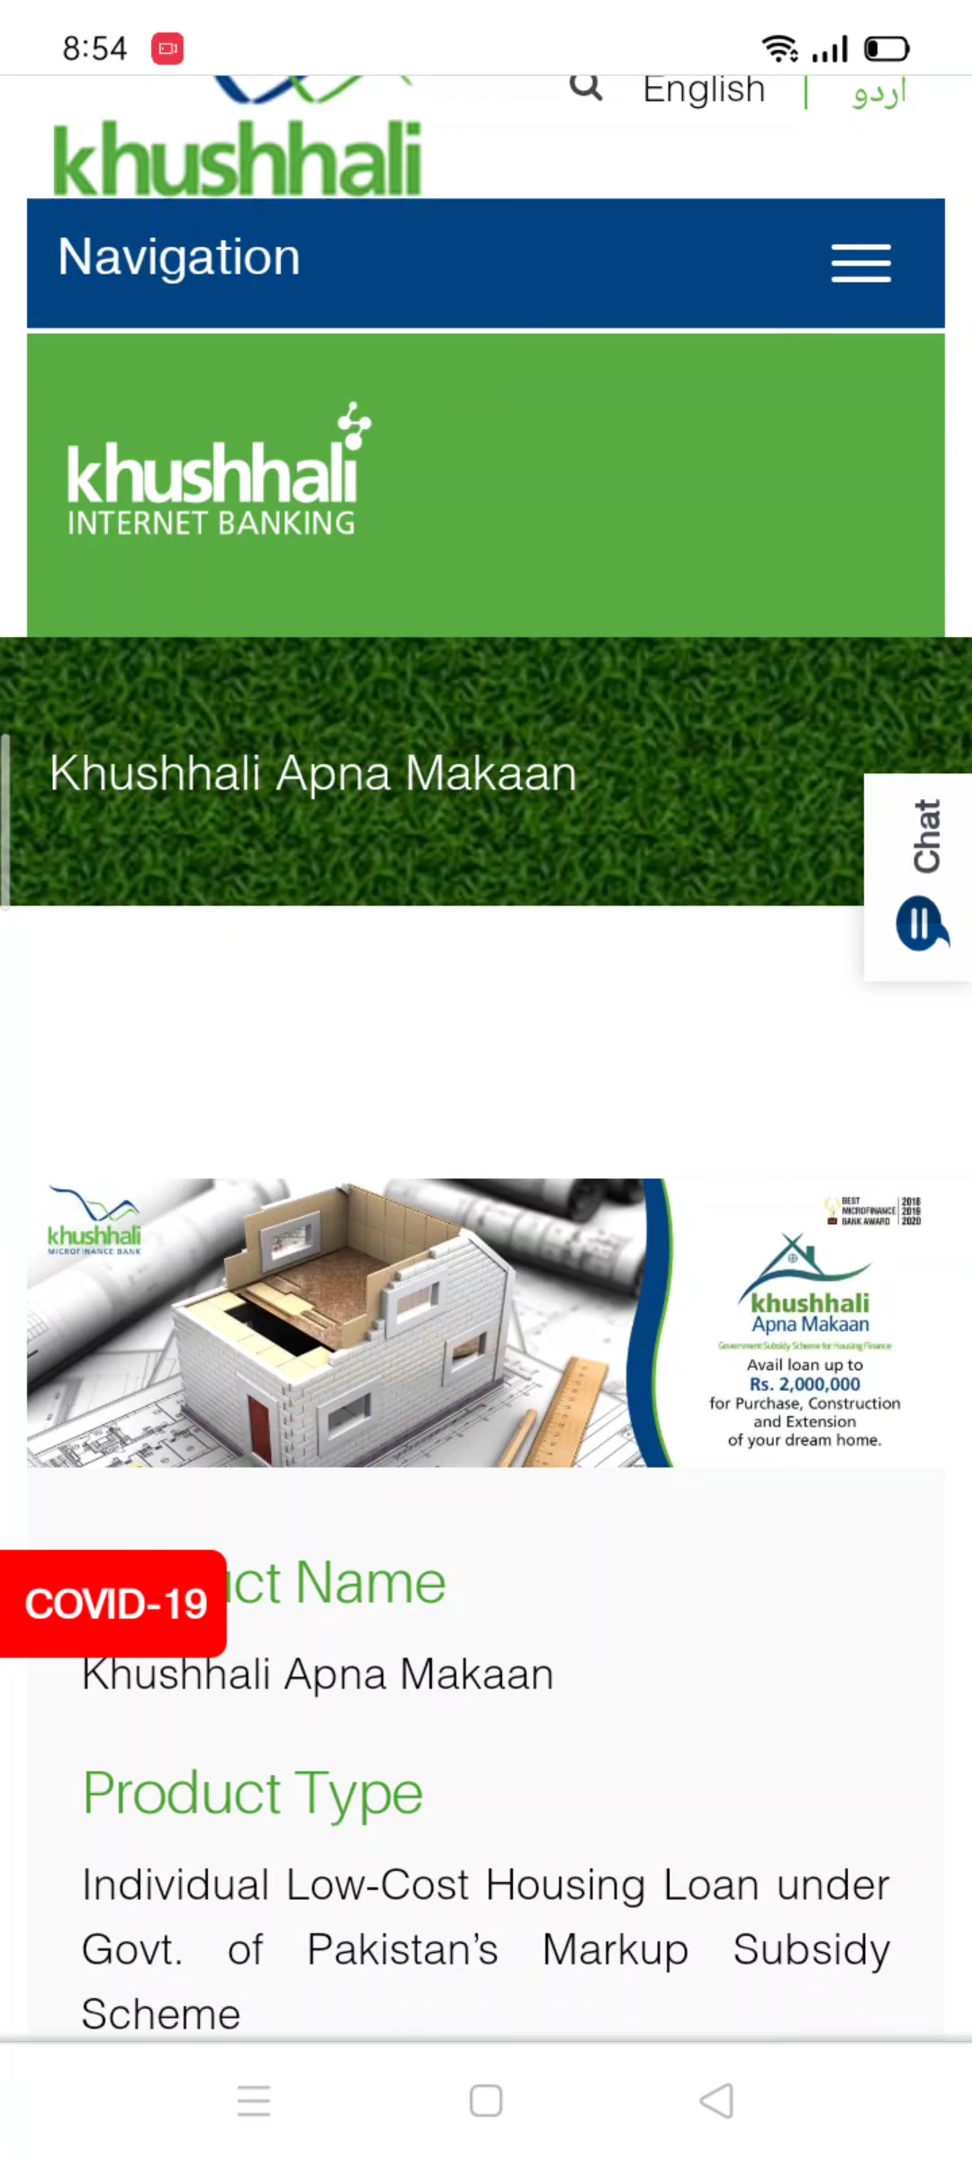 8:54
English | اردو
khushhali
Navigation
khushhali
INTERNET BANKING
Khushhali Apna Makaan
Chat
khushhali
MICROFINANCE BANK
BEST
MICROFINANCE
BANK AWARD
2018
2019
2020
khushhali
Apna Makaan
Government Subsidy Scheme for Housing Finance
Avail loan up to
Rs. 2,000,000
for Purchase, Construction
and Extension
of your dream home.
COVID-19
ct Name
Khushhali Apna Makaan
Product Type
Individual Low-Cost Housing Loan under
Govt. of Pakistan’s Markup Subsidy
Scheme